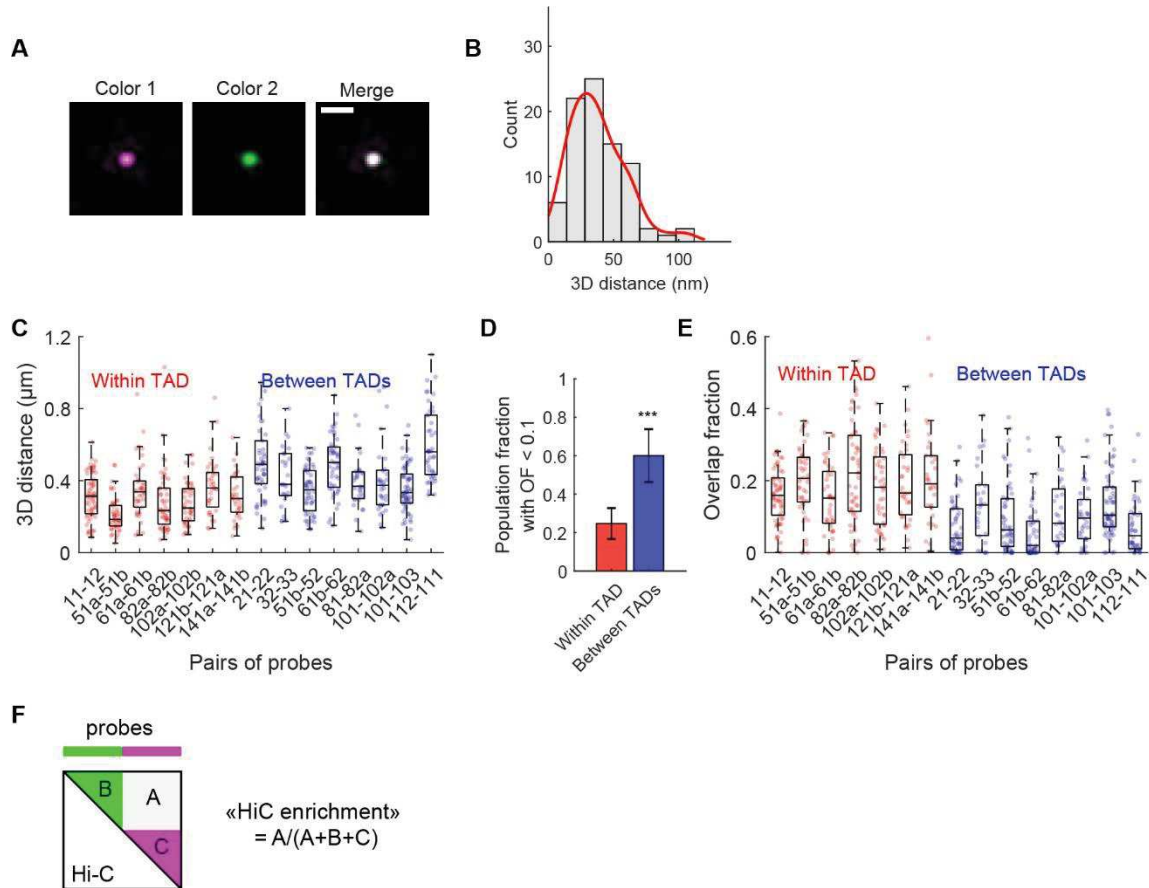 A
Color 1
Color 2
Merge
B
30
20
10
0
Count
0
50
100
3D distance (nm)
C
1.2
0.8
0.4
0
3D distance (µm)
Within TAD
Between TADs
11-12
51a-51b
61a-61b
82a-82b
102a-102b
121b-121a
141a-141b
21-22
32-33
51b-52
61b-62
81-82a
101-102a
101-103
112-111
Pairs of probes
D
1
0.8
0.6
0.4
0.2
0
Population fraction
with OF < 0.1
***
Within TAD
Between TADs
E
0.6
0.4
0.2
0
Overlap fraction
Within TAD
Between TADs
11-12
51a-51b
61a-61b
82a-82b
102a-102b
121b-121a
141a-141b
21-22
32-33
51b-52
61b-62
81-82a
101-102a
101-103
112-111
Pairs of probes
F
probes
B
A
C
Hi-C
«HiC enrichment»
= A/(A+B+C)